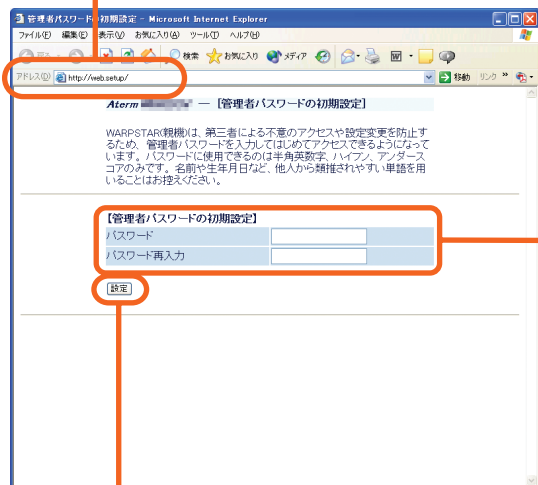 管理者パスワードの初期設定 - Microsoft Internet Explorer
ファイル(F) 編集(E) 表示(V) お気に入り(A) ツール(T) ヘルプ(H)
検索 お気に入り メディア
アドレス(D) http://web.setup/ 移動 リンク »
Aterm — [管理者パスワードの初期設定]
WARPSTAR(親機)は、第三者による不意のアクセスや設定変更を防止す
るため、管理者パスワードを入力してはじめてアクセスできるようになって
います。パスワードに使用できるのは半角英数字、ハイフン、アンダース
コアのみです。名前や生年月日など、他人から類推されやすい単語を用
いることはお控えください。
【管理者パスワードの初期設定】
パスワード
パスワード再入力
設定